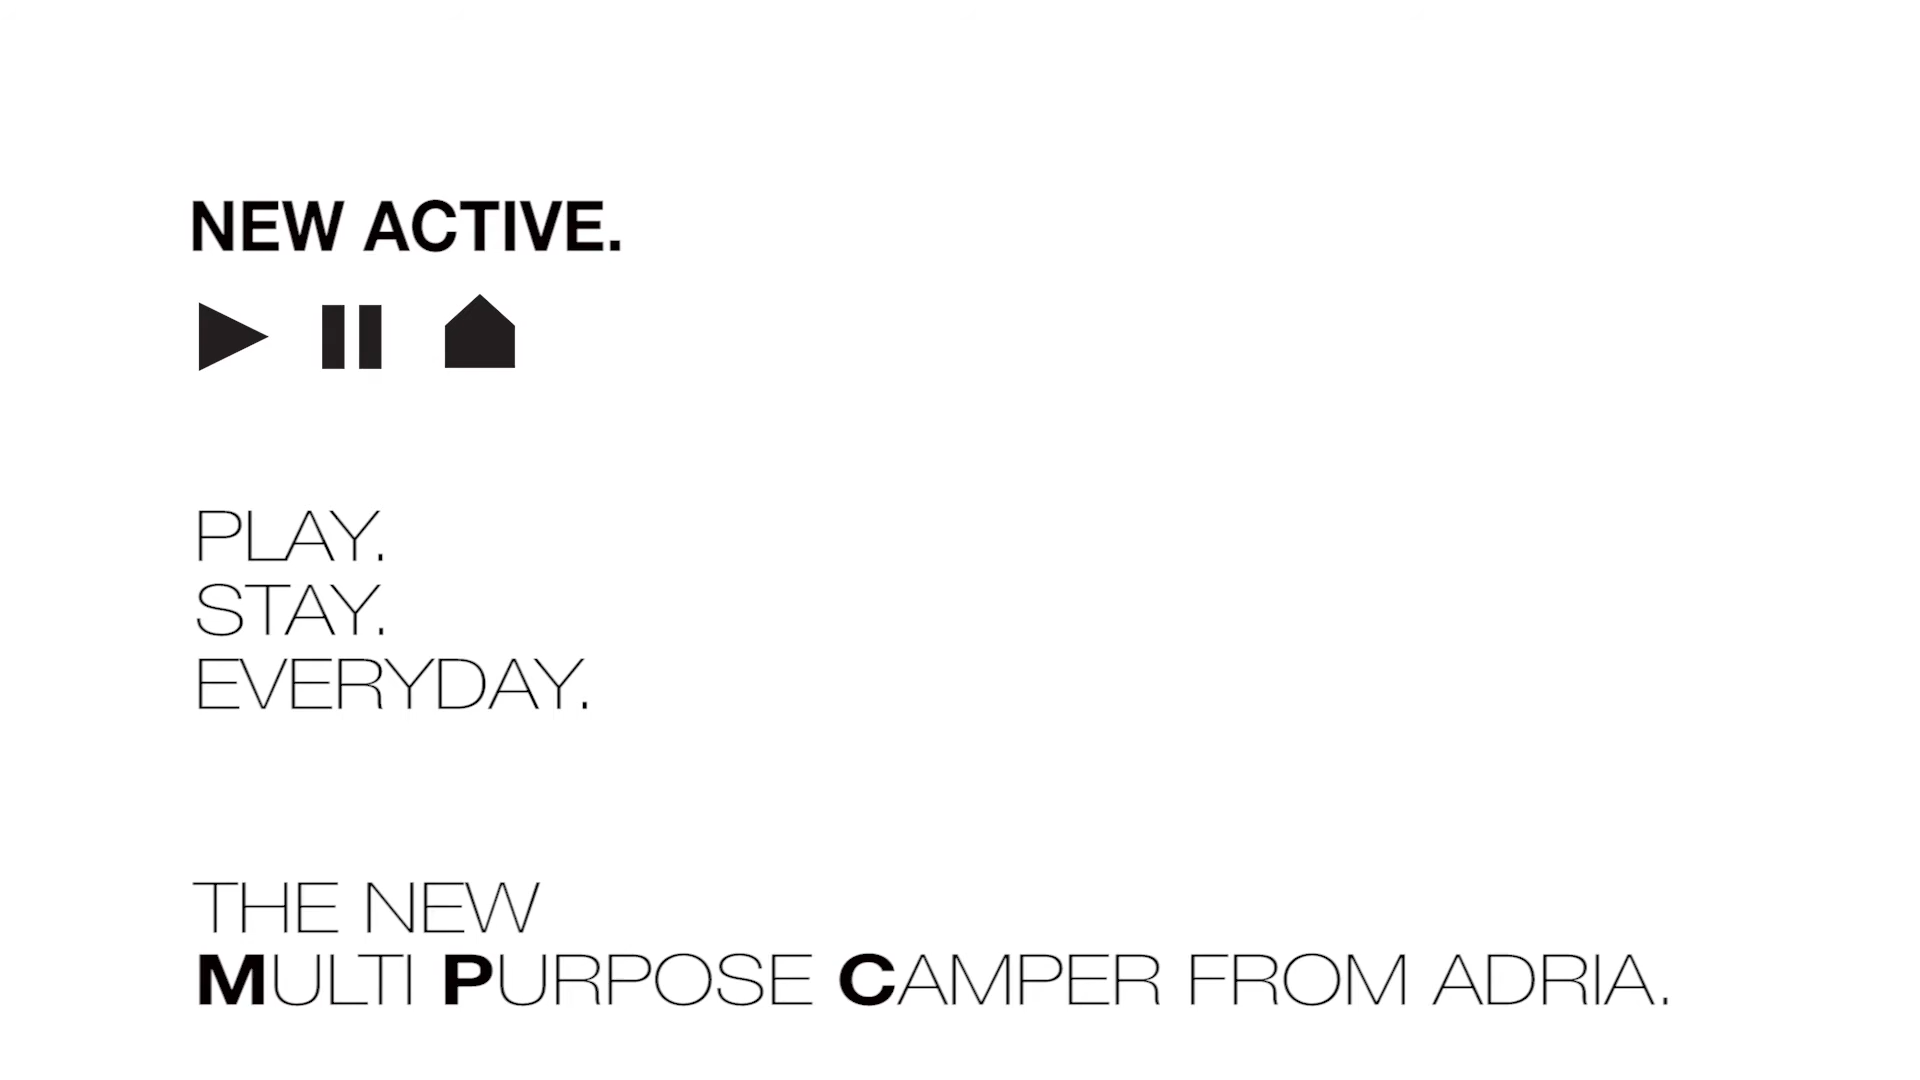 NEW ACTIVE.
PLAY.
STAY.
EVERYDAY.
THE NEW
MULTI PURPOSE CAMPER FROM ADRIA.